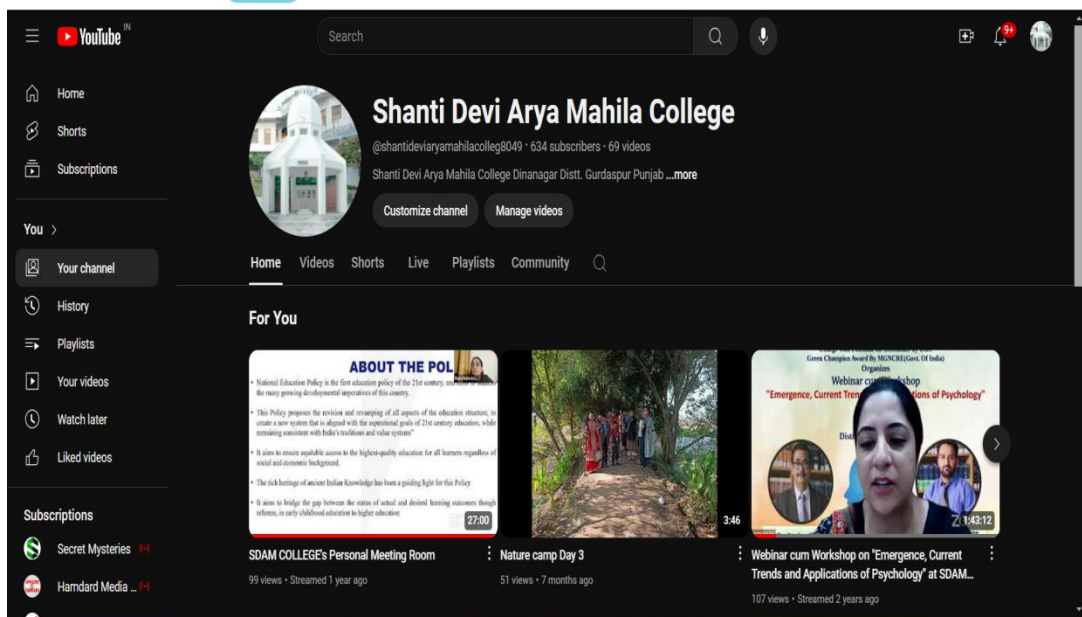 YouTube IN
Search
9+
Home
Shorts
Subscriptions
You
Your channel
History
Playlists
Your videos
Watch later
Liked videos
Subscriptions
Secret Mysteries
Hamdard Media ...
Shanti Devi Arya Mahila College
@shantideviaryamahilacolleg8049 · 634 subscribers · 69 videos
Shanti Devi Arya Mahila College Dinanagar Distt. Gurdaspur Punjab ...more
Customize channel
Manage videos
Home Videos Shorts Live Playlists Community
For You
ABOUT THE POL
• National Education Policy is the first education policy of the 21st century, and
the many growing developmental imperatives of this country.
• This Policy proposes the revision and revamping of all aspects of the education structure, to
create a new system that is aligned with the aspirational goals of 21st century education, while
remaining consistent with India's traditions and value systems"
• It aims to ensure equitable access to the highest-quality education for all learners regardless of
social and economic background.
• The rich heritage of ancient Indian Knowledge has been a guiding light for this Policy
• It aims to bridge the gap between the status of actual and desired learning outcomes though
reforms, in early childhood education to higher education
27:00
SDAM COLLEGE's Personal Meeting Room
99 views • Streamed 1 year ago
3:46
Nature camp Day 3
51 views • 7 months ago
Green Champion Award By MGNCRE(Govt. Of India)
Organizes
Webinar cum shop
"Emergence, Current Tren tions of Psychology"
Disti
1:43:12
Webinar cum Workshop on "Emergence, Current
Trends and Applications of Psychology" at SDAM...
107 views • Streamed 2 years ago